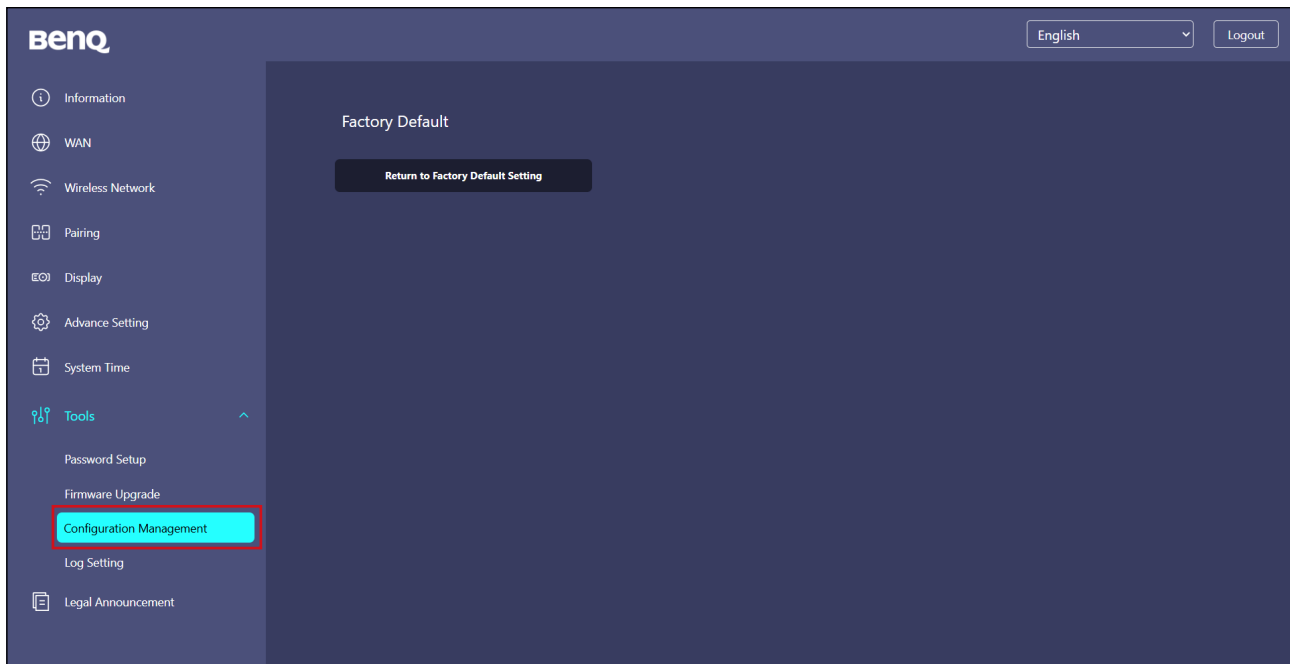 BenQ
English
Logout
Information
WAN
Wireless Network
Pairing
Display
Advance Setting
1
System Time
Tools
Password Setup
Firmware Upgrade
Configuration Management
Log Setting
Legal Announcement
Factory Default
Return to Factory Default Setting